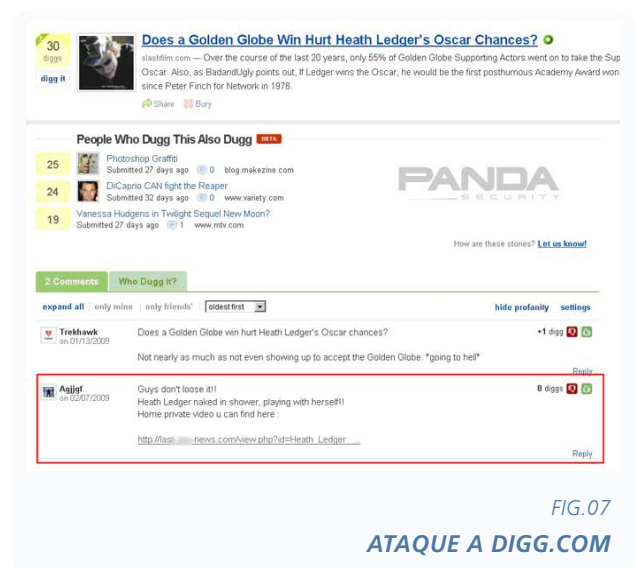 30
diggs
digg it
Does a Golden Globe Win Hurt Heath Ledger's Oscar Chances?
slashfilm.com — Over the course of the last 20 years, only 55% of Golden Globe Supporting Actors went on to take the Sup
Oscar. Also, as BadandUgly points out, if Ledger wins the Oscar, he would be the first posthumous Academy Award won
since Peter Finch for Network in 1976.
Share Bury
People Who Dugg This Also Dugg BETA
25
Photoshop Graffiti
Submitted 27 days ago 0 blog.makezine.com
24
DiCaprio CAN fight the Reaper
Submitted 32 days ago 0 www.variety.com
19
Vanessa Hudgens in Twilight Sequel New Moon?
Submitted 27 days ago 1 www.mtv.com
PANDA
SECURITY
How are these stories? Let us know!
2 Comments Who Dugg It?
expand all only mine only friends' oldest first hide profanity settings
Trekhawk
on 01/13/2009
Does a Golden Globe win hurt Heath Ledger's Oscar chances?
+1 digg
Not nearly as much as not even showing up to accept the Golden Globe. *going to hell*
Reply
Agjjgf
on 02/07/2009
Guys don't loose it!!
0 diggs
Heath Ledger naked in shower, playing with herself!!
Home private video u can find here :
news.com/view.php?id=Heath_Ledger ...
Reply
FIG.07
ATAQUE A DIGG.COM